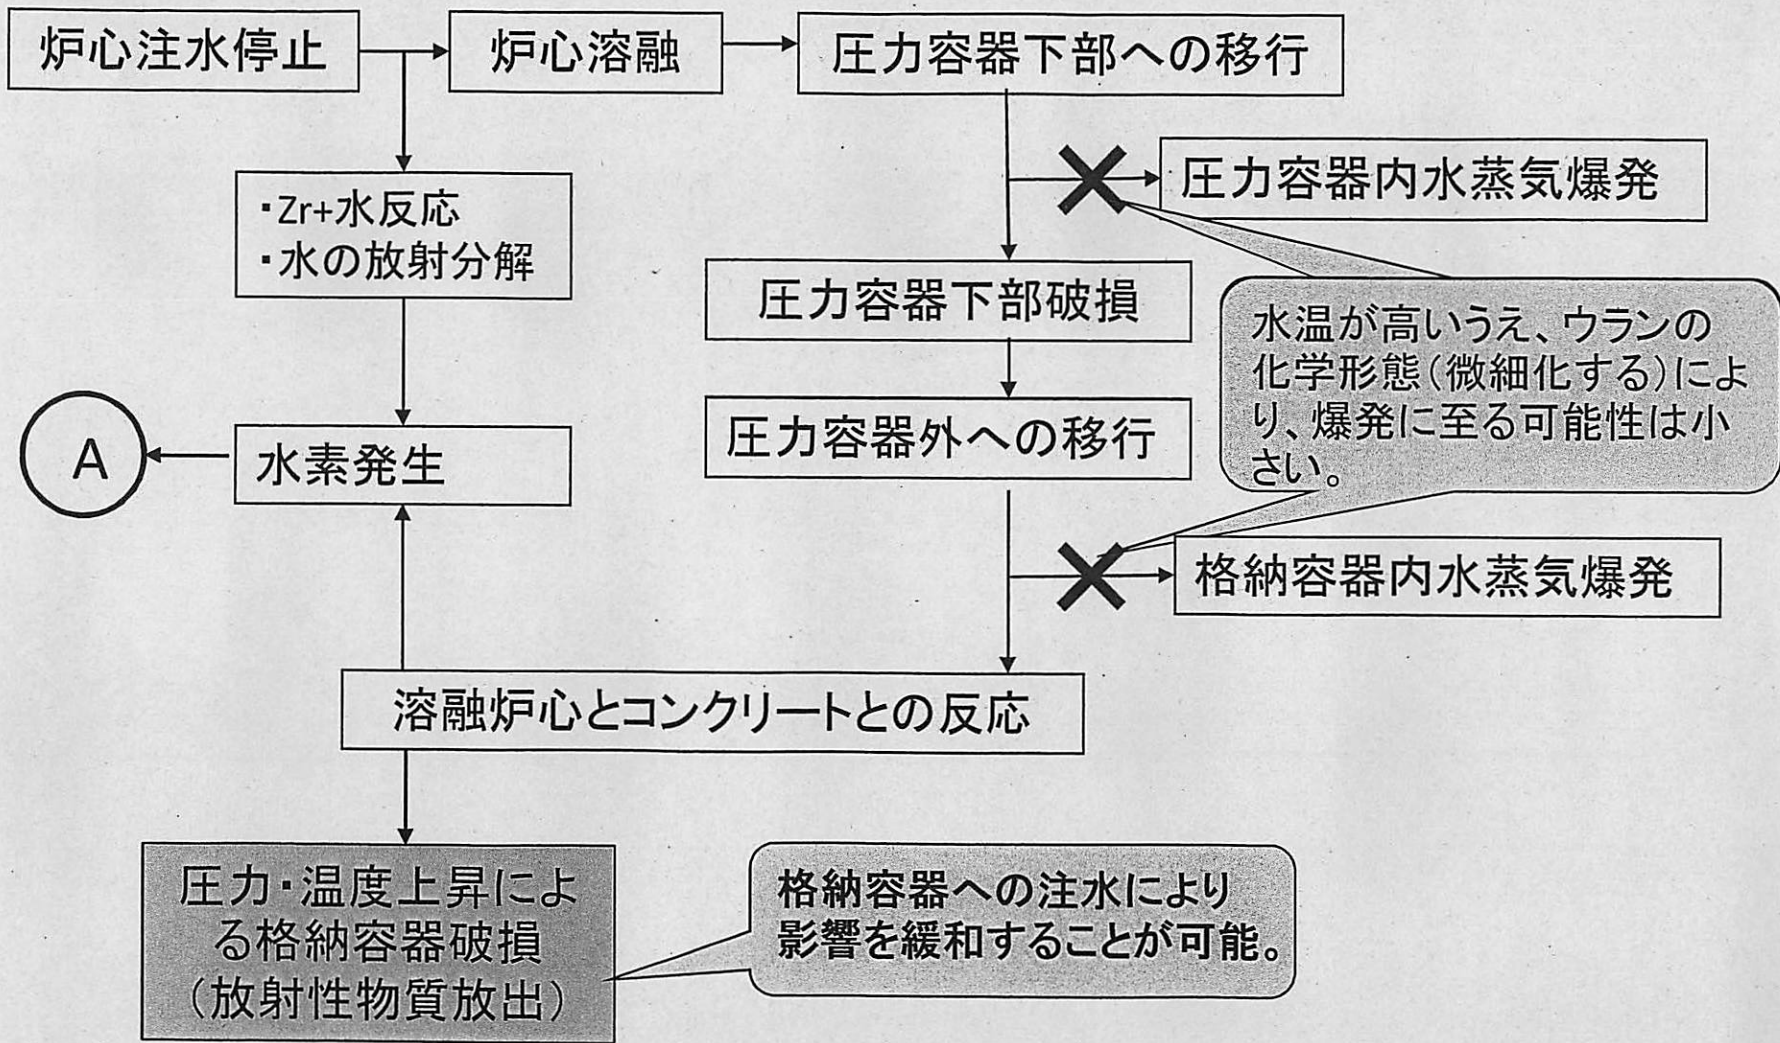 炉心注水停止
炉心溶融
圧力容器下部への移行
・Zr+水反応
・水の放射分解
圧力容器内水蒸気爆発
圧力容器下部破損
水温が高いうえ、ウランの
化学形態(微細化する)によ
り、爆発に至る可能性は小
さい。
圧力容器外への移行
A
水素発生
格納容器内水蒸気爆発
溶融炉心とコンクリートとの反応
圧力・温度上昇によ
る格納容器破損
(放射性物質放出)
格納容器への注水により
影響を緩和することが可能。